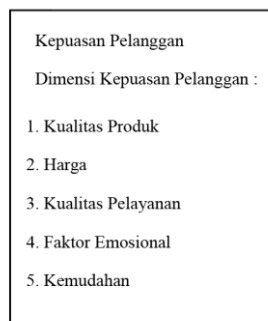 Kepuasan Pelanggan
Dimensi Kepuasan Pelanggan :
1. Kualitas Produk
2. Harga
3. Kualitas Pelayanan
4. Faktor Emosional
5. Kemudahan